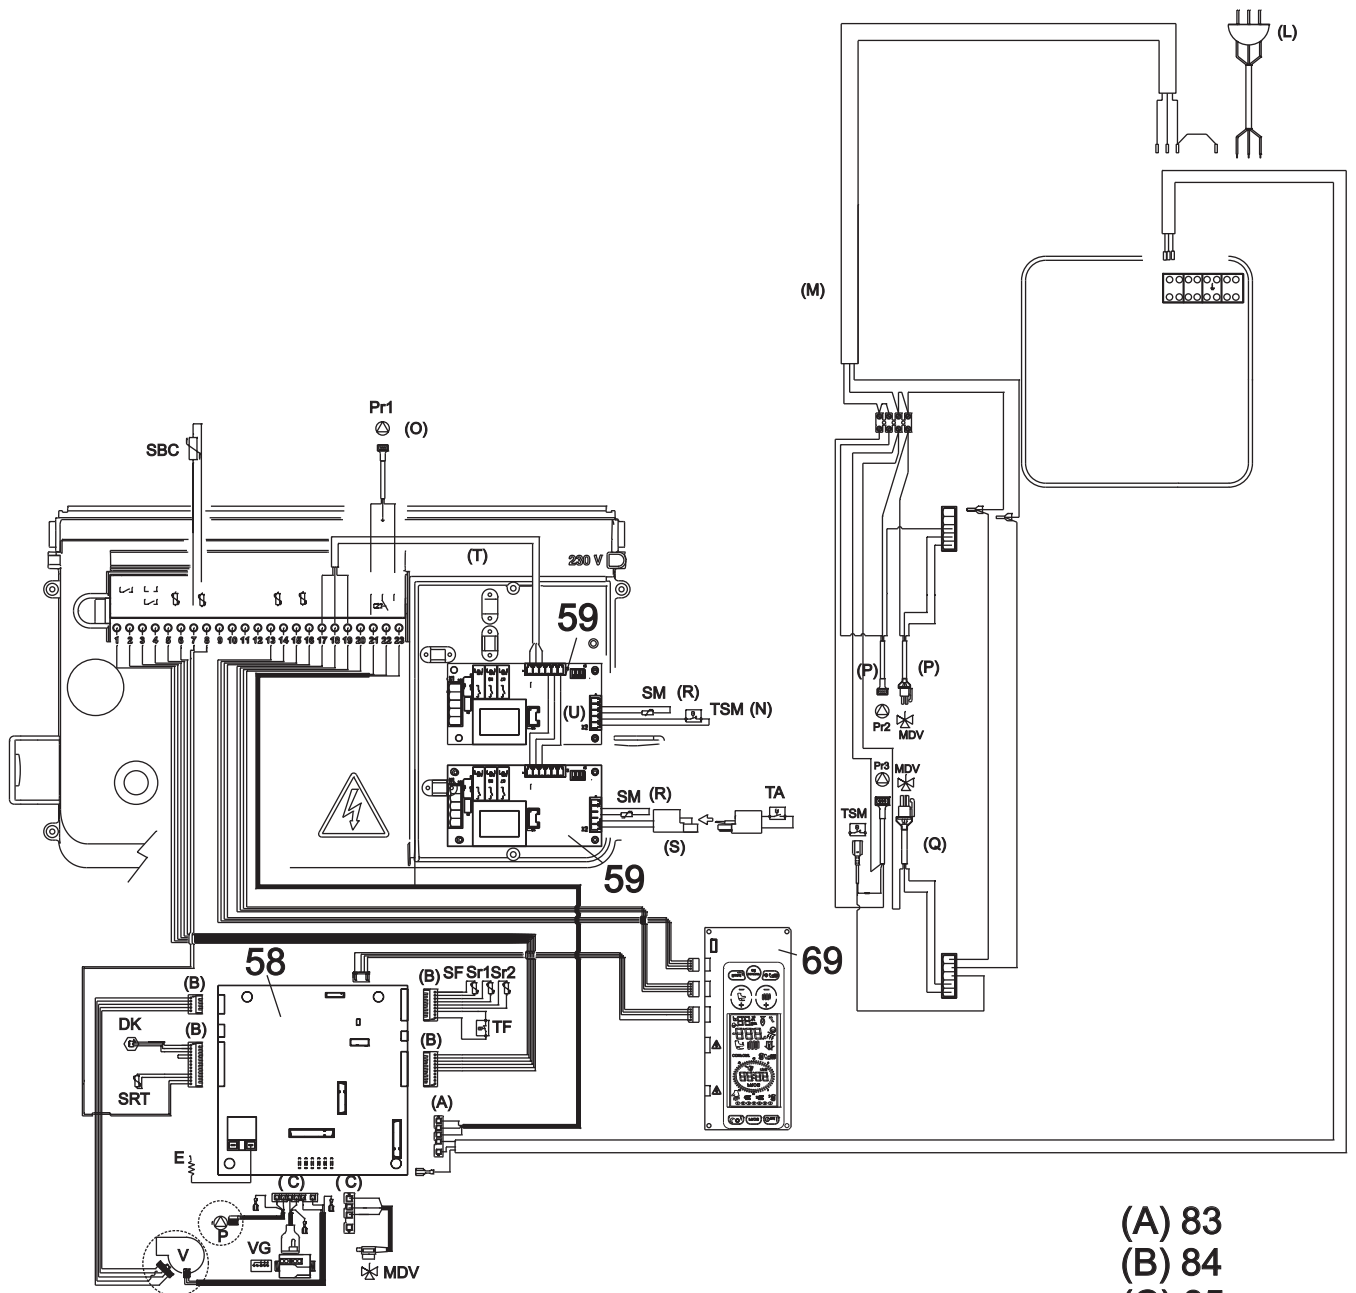 (L)
(M)
Pr1
(O)
SBC
(T)
230 V
59
1 2 3 4 5 6 7 8 9 10 11 12 13 14 15 16 17 18 19 20 21 22 23
(U)
SM (R)
TSM (N)
(P)
(P)
Pr2
MDV
Pr3
MDV
SM (R)
TA
TSM
(S)
(Q)
59
58
69
(B)
(B) SF Sr1 Sr2
DK
(B)
TF
(B)
SRT
(A)
E
(C)
(C)
P
V
VG
MDV
(A) 83
(B) 84